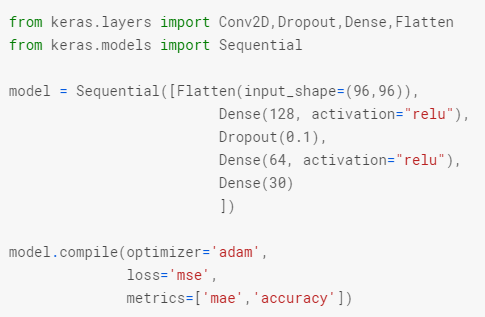 from keras.layers import Conv2D,Dropout,Dense,Flatten
from keras.models import Sequential

model = Sequential([Flatten(input_shape=(96,96)),
                         Dense(128, activation="relu"),
                         Dropout(0.1),
                         Dense(64, activation="relu"),
                         Dense(30)
                         ])

model.compile(optimizer='adam',
              loss='mse',
              metrics=['mae','accuracy'])